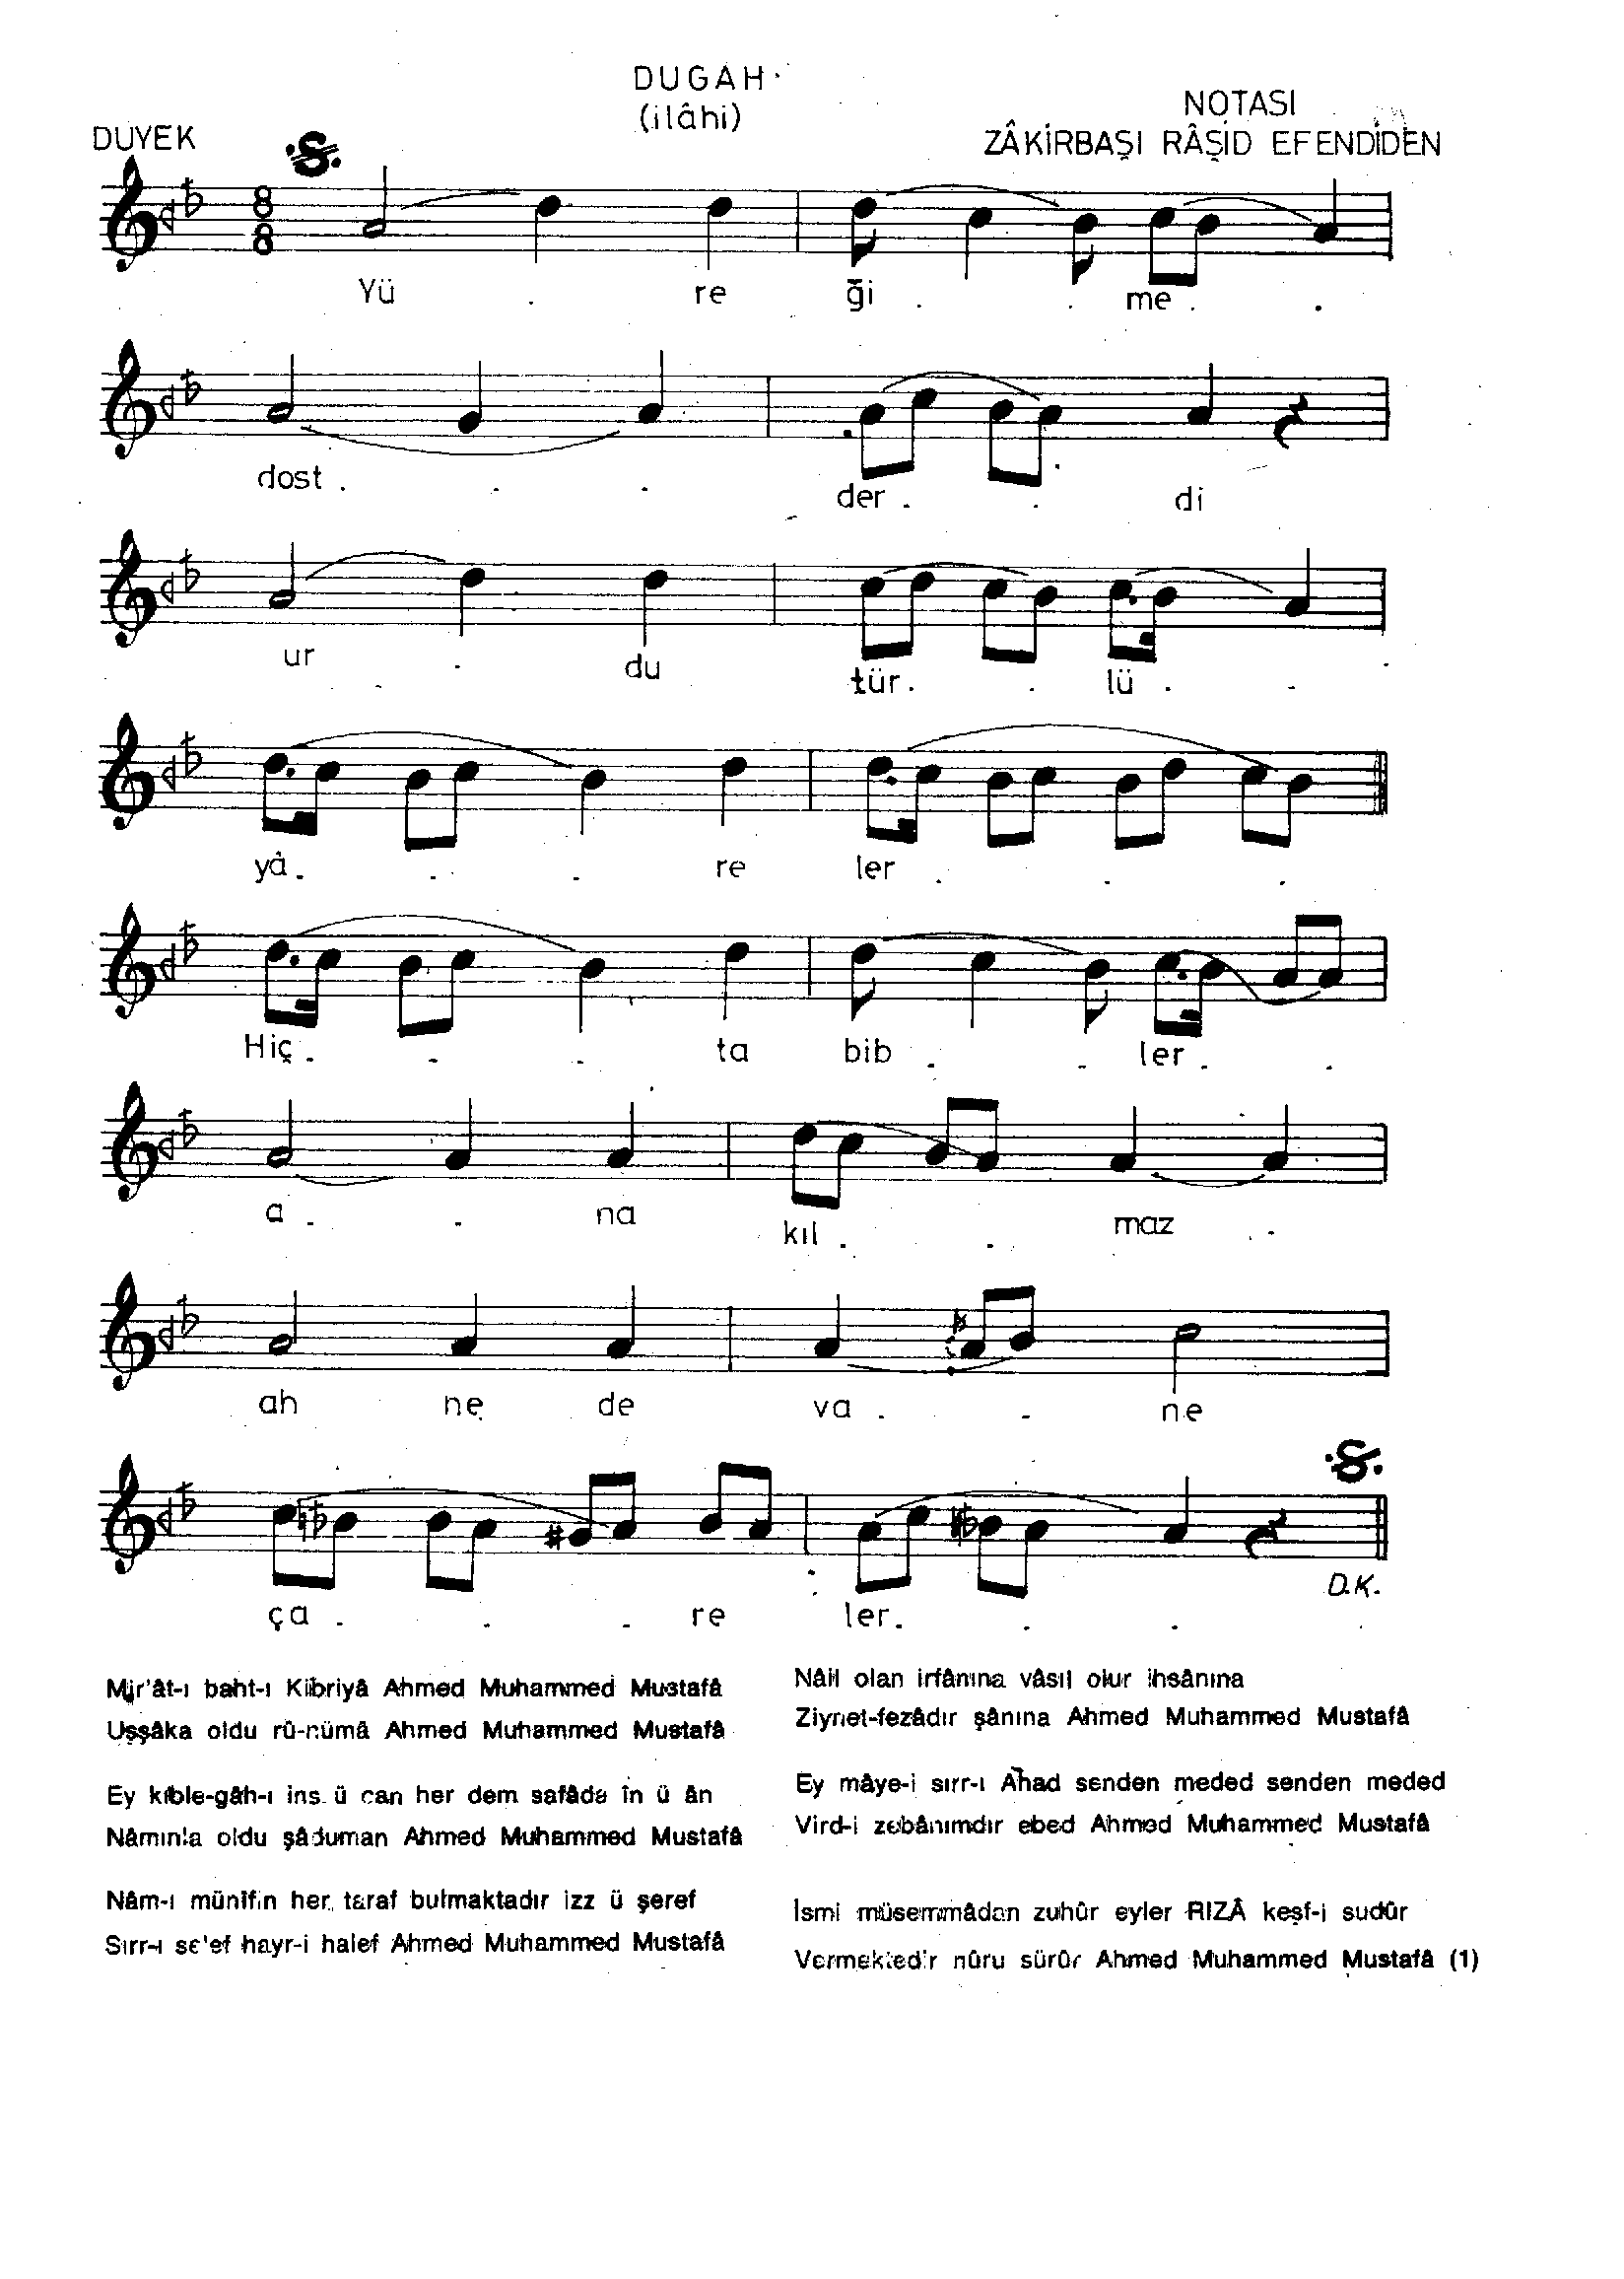 DUGÂH
(ilâhi)
NOTASI
DUYEK
ZÂKİRBAŞI RÂŞİD EFENDİDEN
8
8
Yü . re ği . . me . .
dost . . . der . . di
ur . du tür . . lü . .
yâ . . . re ler . . .
Hiç . . . ta bib . . ler . .
a . . na kıl . . maz .
ah ne de va . . ne
D.K.
ça . . . re ler . . .
Mir'ât-ı baht-ı Kibriyâ Ahmed Muhammed Mustafâ
Uşşâka oldu rû-nümâ Ahmed Muhammed Mustafâ
Ey kıble-gâh-ı ins ü can her dem safâda în ü ân
Nâmınla oldu şâduman Ahmed Muhammed Mustafâ
Nâm-ı münîfin her taraf bulmaktadır izz ü şeref
Sırr-ı se'ef hayr-i halef Ahmed Muhammed Mustafâ
Nâil olan irfânına vâsıl olur ihsânına
Ziynet-fezâdır şânına Ahmed Muhammed Mustafâ
Ey mâye-i sırr-ı Ahad senden meded senden meded
Vird-i zebânımdır ebed Ahmed Muhammed Mustafâ
İsmi müsemmâdan zuhûr eyler RIZÂ keşf-i sudûr
Vermektedir nûru sürûr Ahmed Muhammed Mustafâ (1)